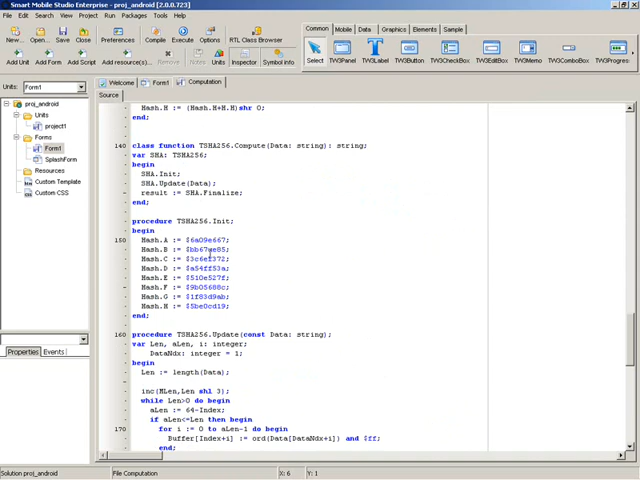 Smart Mobile Studio Enterprise - proj_android [2.0.0.723]
File Edit Search View Project Run Packages Tools Help
New... Open Save Close Preferences Compile Execute Options RTL Class Browser
Add Unit Add Form Add Script Add resource(s)... Remove Notes Units Inspector Symbol info
Common Mobile Data Graphics Elements Sample
Select TW3Panel TW3Label TW3Button TW3CheckBox TW3EditBox TW3Memo TW3ComboBox TW3Progres
Units: Form1
Welcome Form1 Computation
Source
proj_android
Units
project1
Forms
Form1
SplashForm
Resources
Custom Template
Custom CSS
Properties Events
Hash.H := (Hash.H+H.H)shr 0;
end;
140 class function TSHA256.Compute(Data: string): string;
var SHA: TSHA256;
begin
SHA.Init;
SHA.Update(Data);
result := SHA.Finalize;
end;
procedure TSHA256.Init;
begin
150 Hash.A := $6a09e667;
Hash.B := $bb67ae85;
Hash.C := $3c6ef372;
Hash.D := $a54ff53a;
Hash.E := $510e527f;
Hash.F := $9b05688c;
Hash.G := $1f83d9ab;
Hash.H := $5be0cd19;
end;
160 procedure TSHA256.Update(const Data: string);
var Len, aLen, i: integer;
DataNdx: integer = 1;
begin
Len := length(Data);
inc(MLen,Len shl 3);
while Len>0 do begin
aLen := 64-Index;
if aLen<=Len then begin
170 for i := 0 to aLen-1 do begin
Buffer[Index+i] := ord(Data[DataNdx+i]) and $ff;
end;
Solution proj_android File Computation X: 6 Y: 1